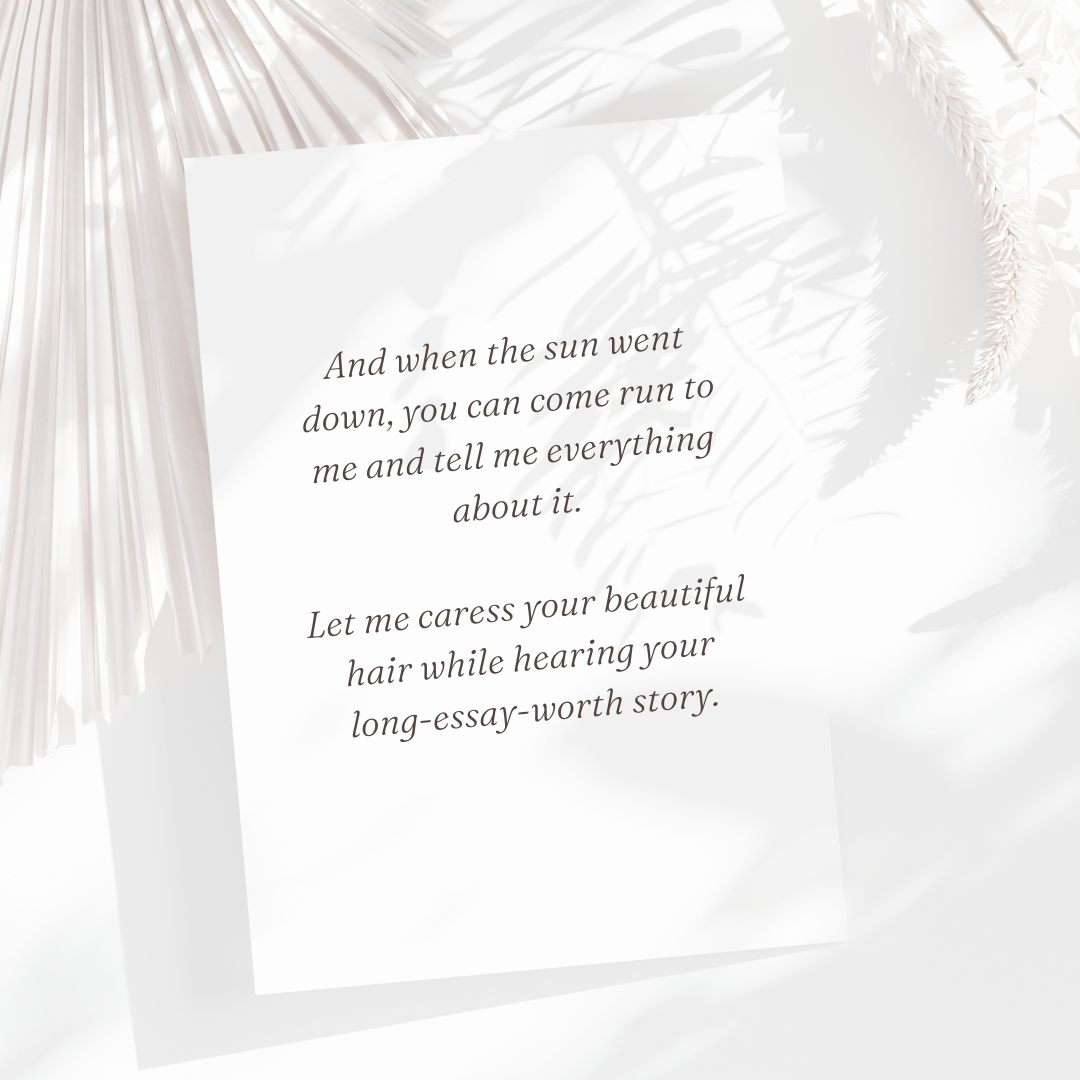 And when the sun went
down, you can come run to
me and tell me everything
about it.
Let me caress your beautiful
hair while hearing your
long-essay-worth story.